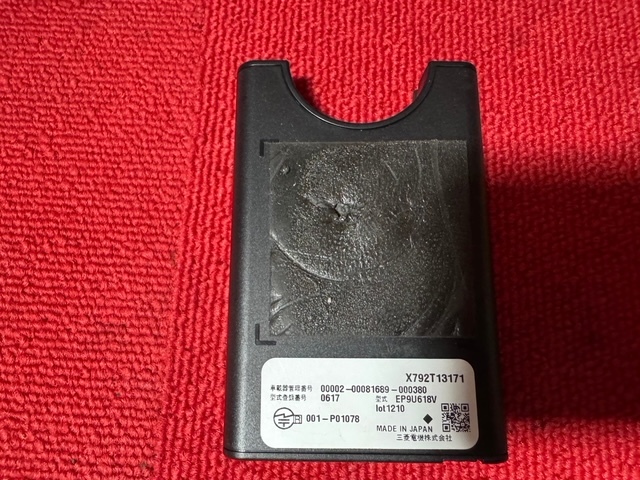 X792T13171
車載器管理番号 00002-00081689-000380
型式登録番号 0617 型式 EP9U618V
lot1210
001-P01078
MADE IN JAPAN
三菱電機株式会社